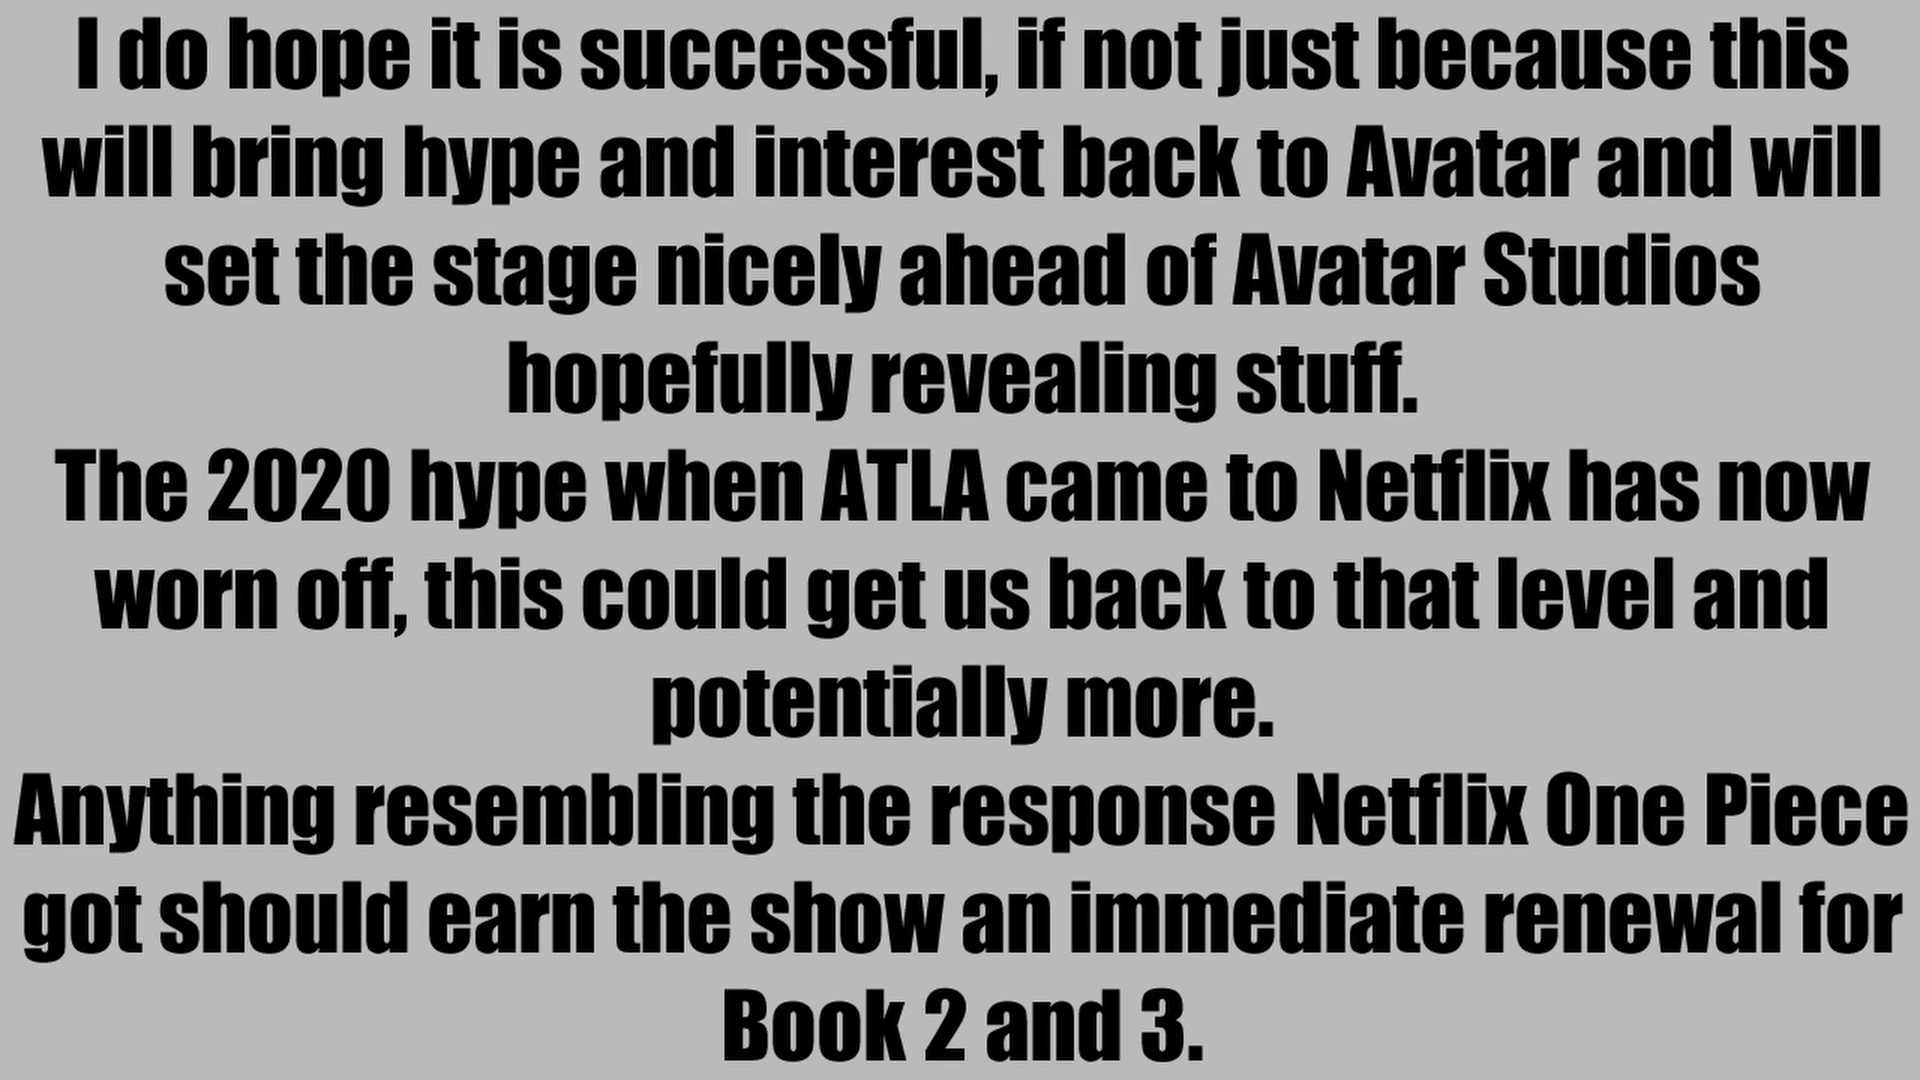 I do hope it is successful, if not just because this
will bring hype and interest back to Avatar and will
set the stage nicely ahead of Avatar Studios
hopefully revealing stuff.
The 2020 hype when ATLA came to Netflix has now
worn off, this could get us back to that level and
potentially more.
Anything resembling the response Netflix One Piece
got should earn the show an immediate renewal for
Book 2 and 3.